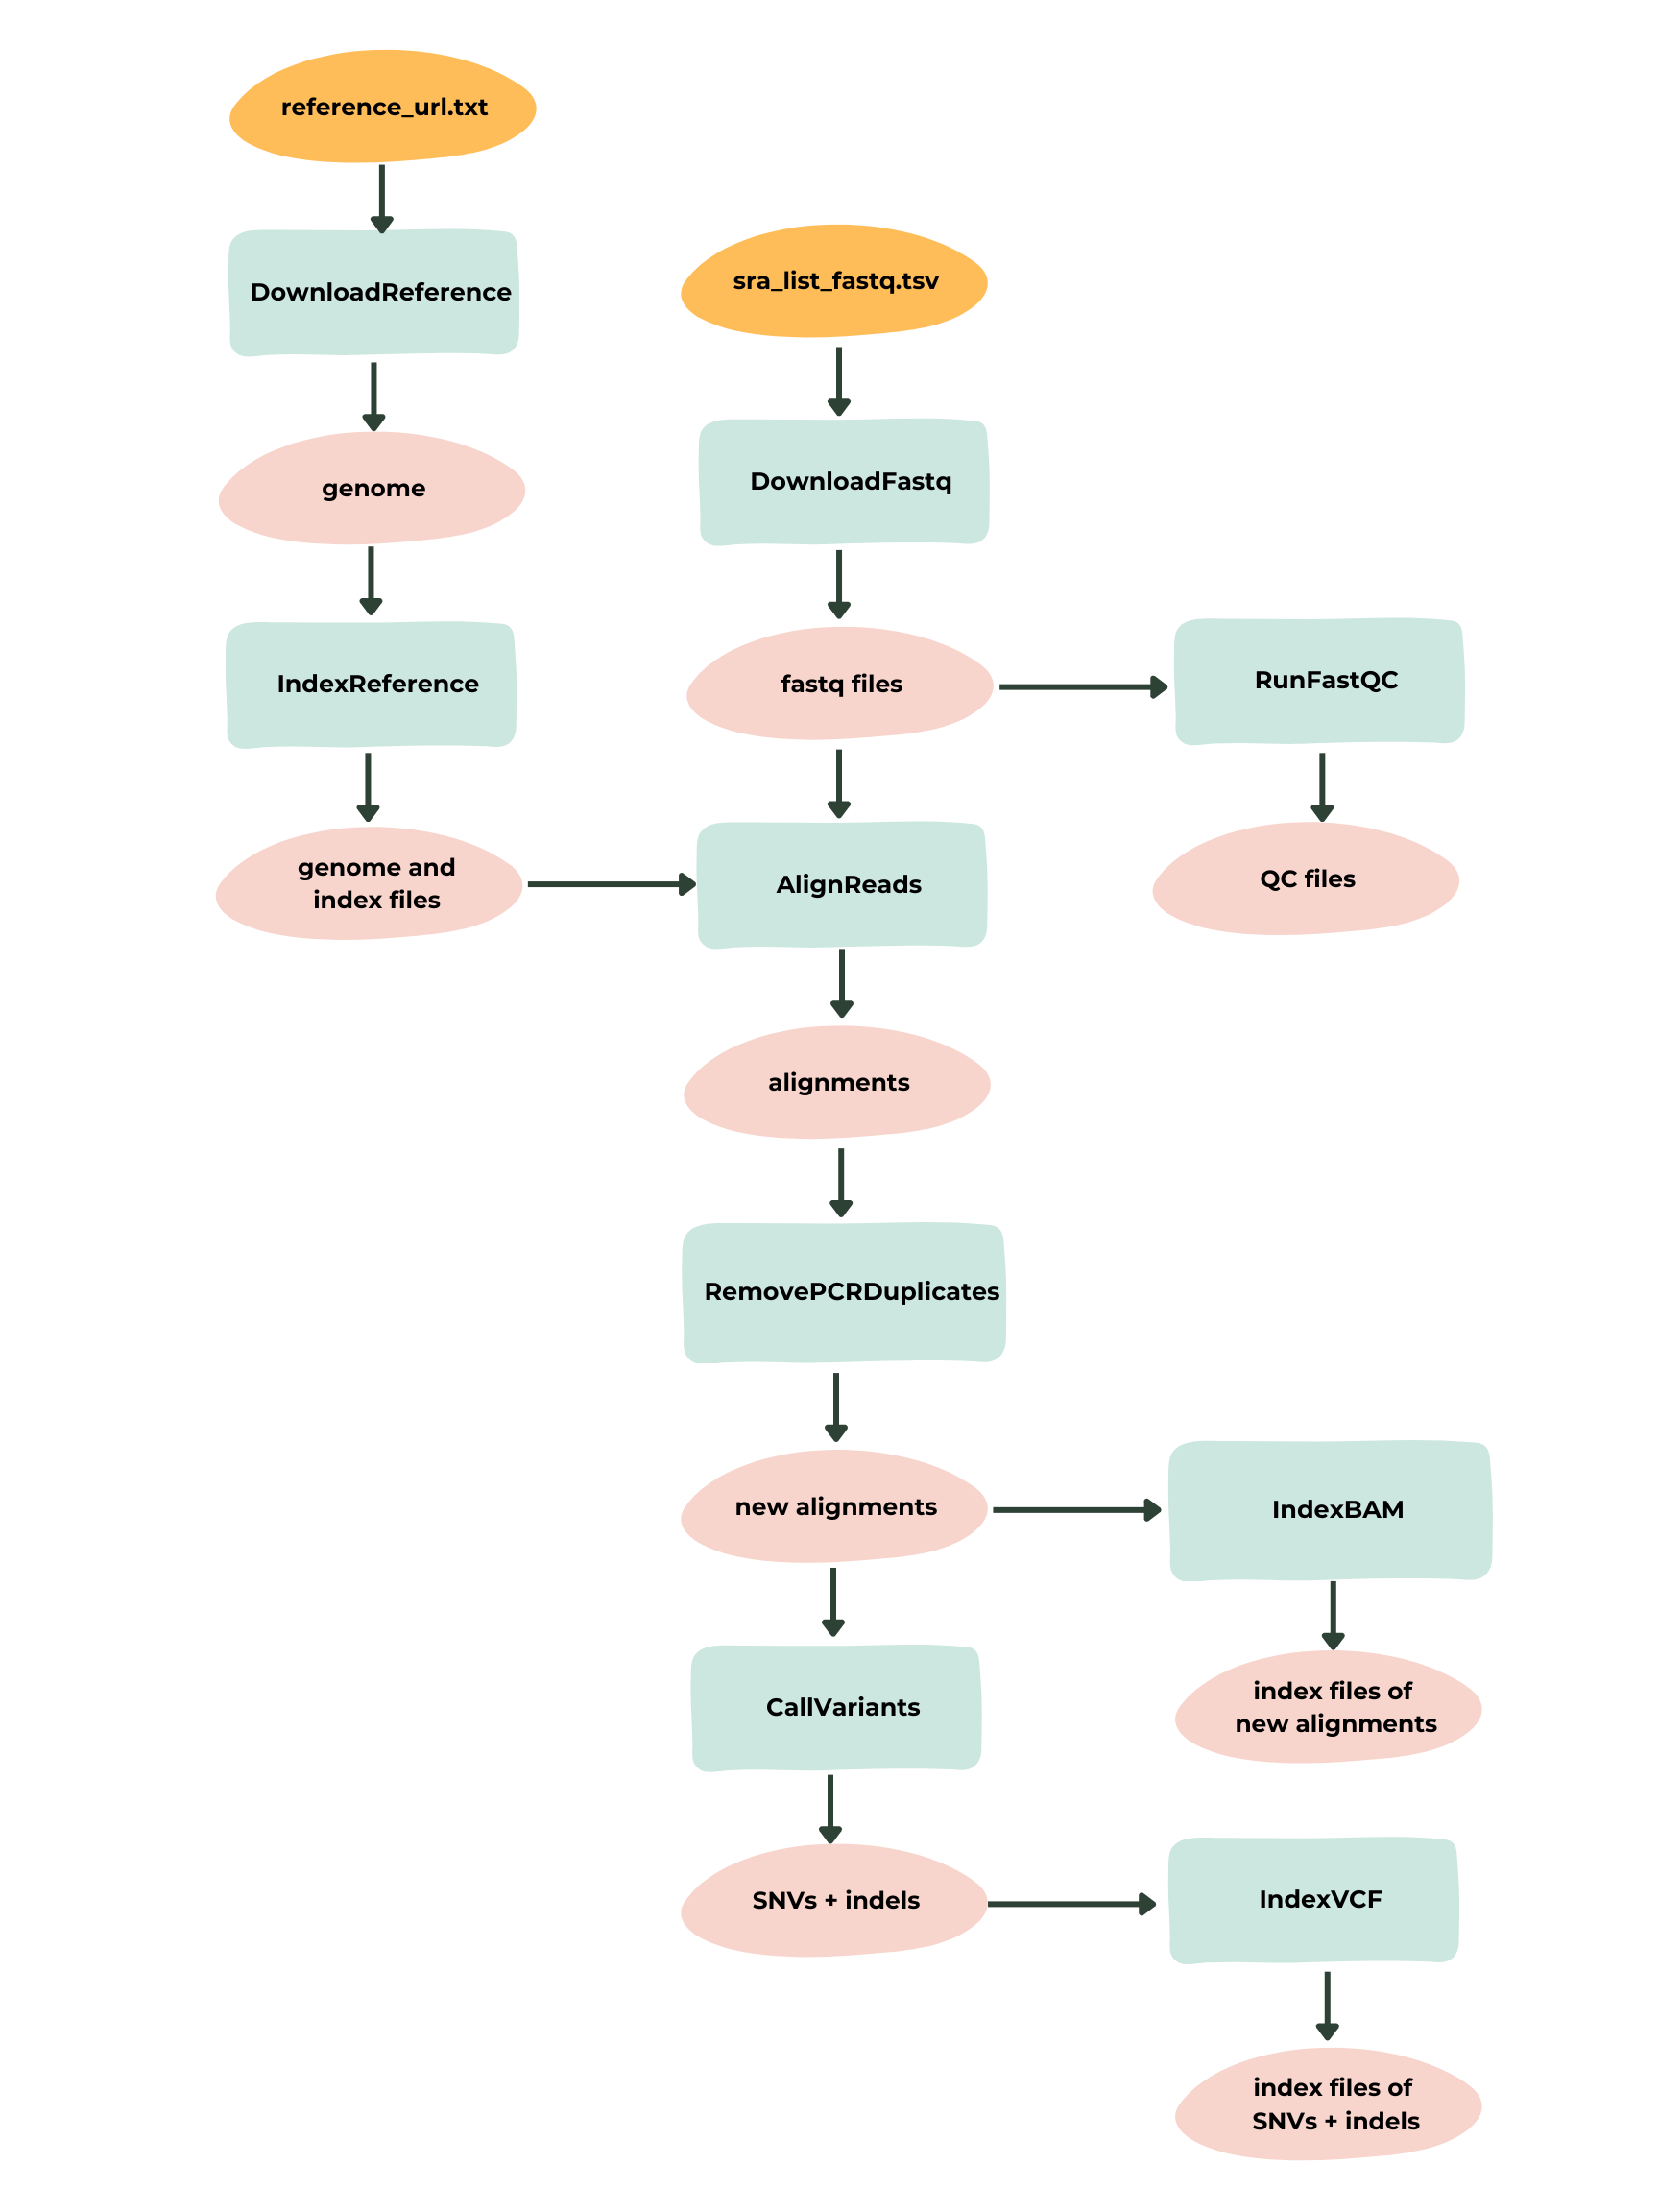 reference_url.txt
DownloadReference
sra_list_fastq.tsv
genome
DownloadFastq
IndexReference
fastq files
RunFastQC
genome and
index files
AlignReads
QC files
alignments
RemovePCRDuplicates
new alignments
IndexBAM
CallVariants
index files of
new alignments
SNVs + indels
IndexVCF
index files of
SNVs + indels